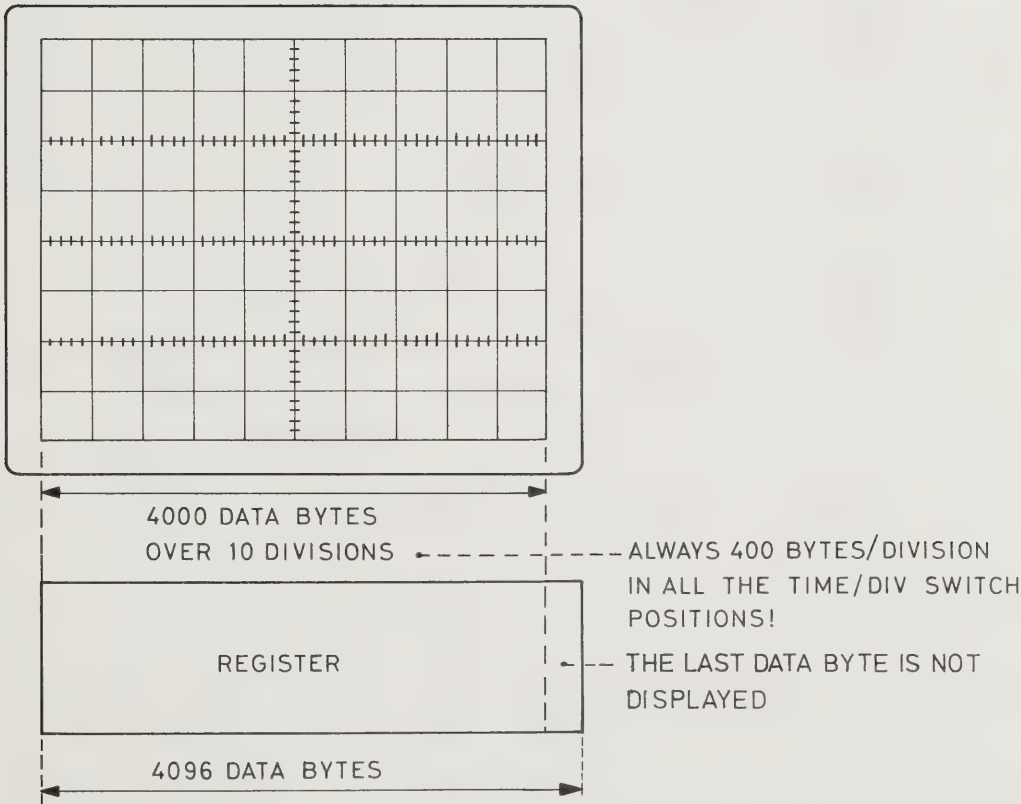 4000 DATA BYTES
OVER 10 DIVISIONS
ALWAYS 400 BYTES/DIVISION
IN ALL THE TIME/DIV SWITCH
POSITIONS!
REGISTER
THE LAST DATA BYTE IS NOT
DISPLAYED
4096 DATA BYTES